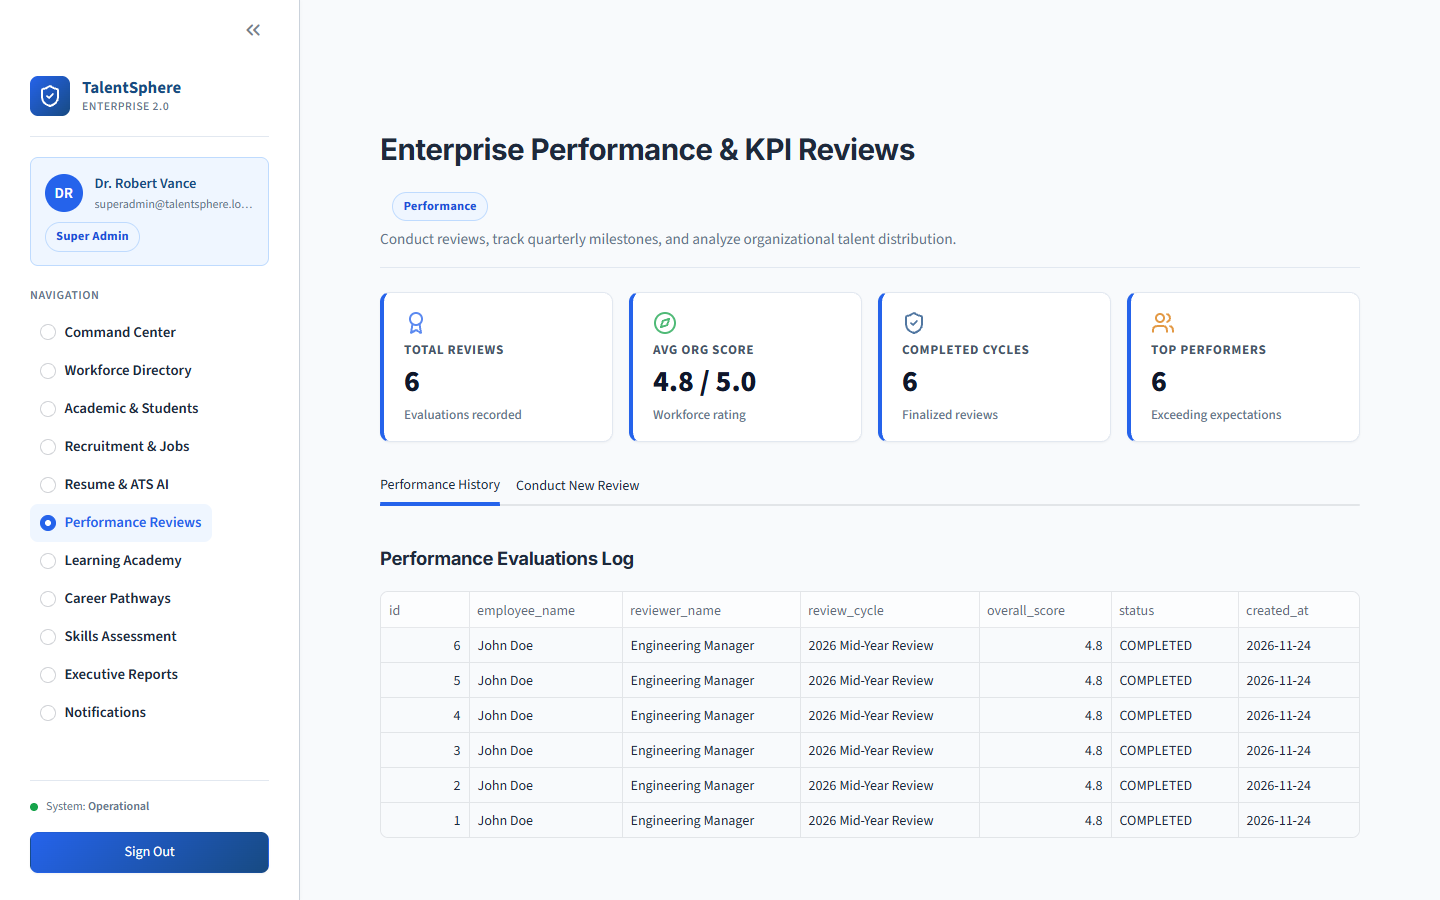 TalentSphere
ENTERPRISE 2.0
DR
Dr. Robert Vance
superadmin@talentsphere.lo...
Super Admin
NAVIGATION
Command Center
Workforce Directory
Academic & Students
Recruitment & Jobs
Resume & ATS AI
Performance Reviews
Learning Academy
Career Pathways
Skills Assessment
Executive Reports
Notifications
System: Operational
Sign Out
Enterprise Performance & KPI Reviews
Performance
Conduct reviews, track quarterly milestones, and analyze organizational talent distribution.
TOTAL REVIEWS
6
Evaluations recorded
AVG ORG SCORE
4.8 / 5.0
Workforce rating
COMPLETED CYCLES
6
Finalized reviews
TOP PERFORMERS
6
Exceeding expectations
Performance History Conduct New Review
Performance Evaluations Log
id employee_name reviewer_name review_cycle overall_score status created_at
6 John Doe Engineering Manager 2026 Mid-Year Review 4.8 COMPLETED 2026-11-24
5 John Doe Engineering Manager 2026 Mid-Year Review 4.8 COMPLETED 2026-11-24
4 John Doe Engineering Manager 2026 Mid-Year Review 4.8 COMPLETED 2026-11-24
3 John Doe Engineering Manager 2026 Mid-Year Review 4.8 COMPLETED 2026-11-24
2 John Doe Engineering Manager 2026 Mid-Year Review 4.8 COMPLETED 2026-11-24
1 John Doe Engineering Manager 2026 Mid-Year Review 4.8 COMPLETED 2026-11-24